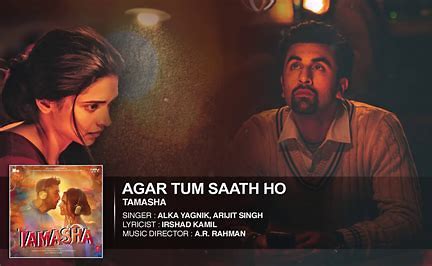 AGAR TUM SAATH HO
TAMASHA
SINGER : ALKA YAGNIK, ARIJIT SINGH
LYRICIST : IRSHAD KAMIL
MUSIC DIRECTOR : A.R. RAHMAN
TAMASHA